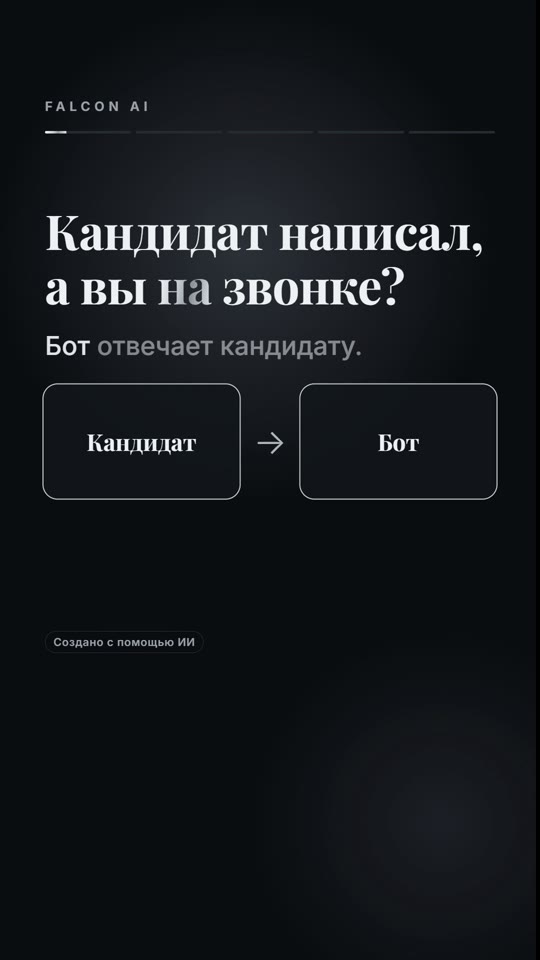 FALCON AI
Кандидат написал,
а вы на звонке?
Бот отвечает кандидату.
Кандидат → Бот
Создано с помощью ИИ